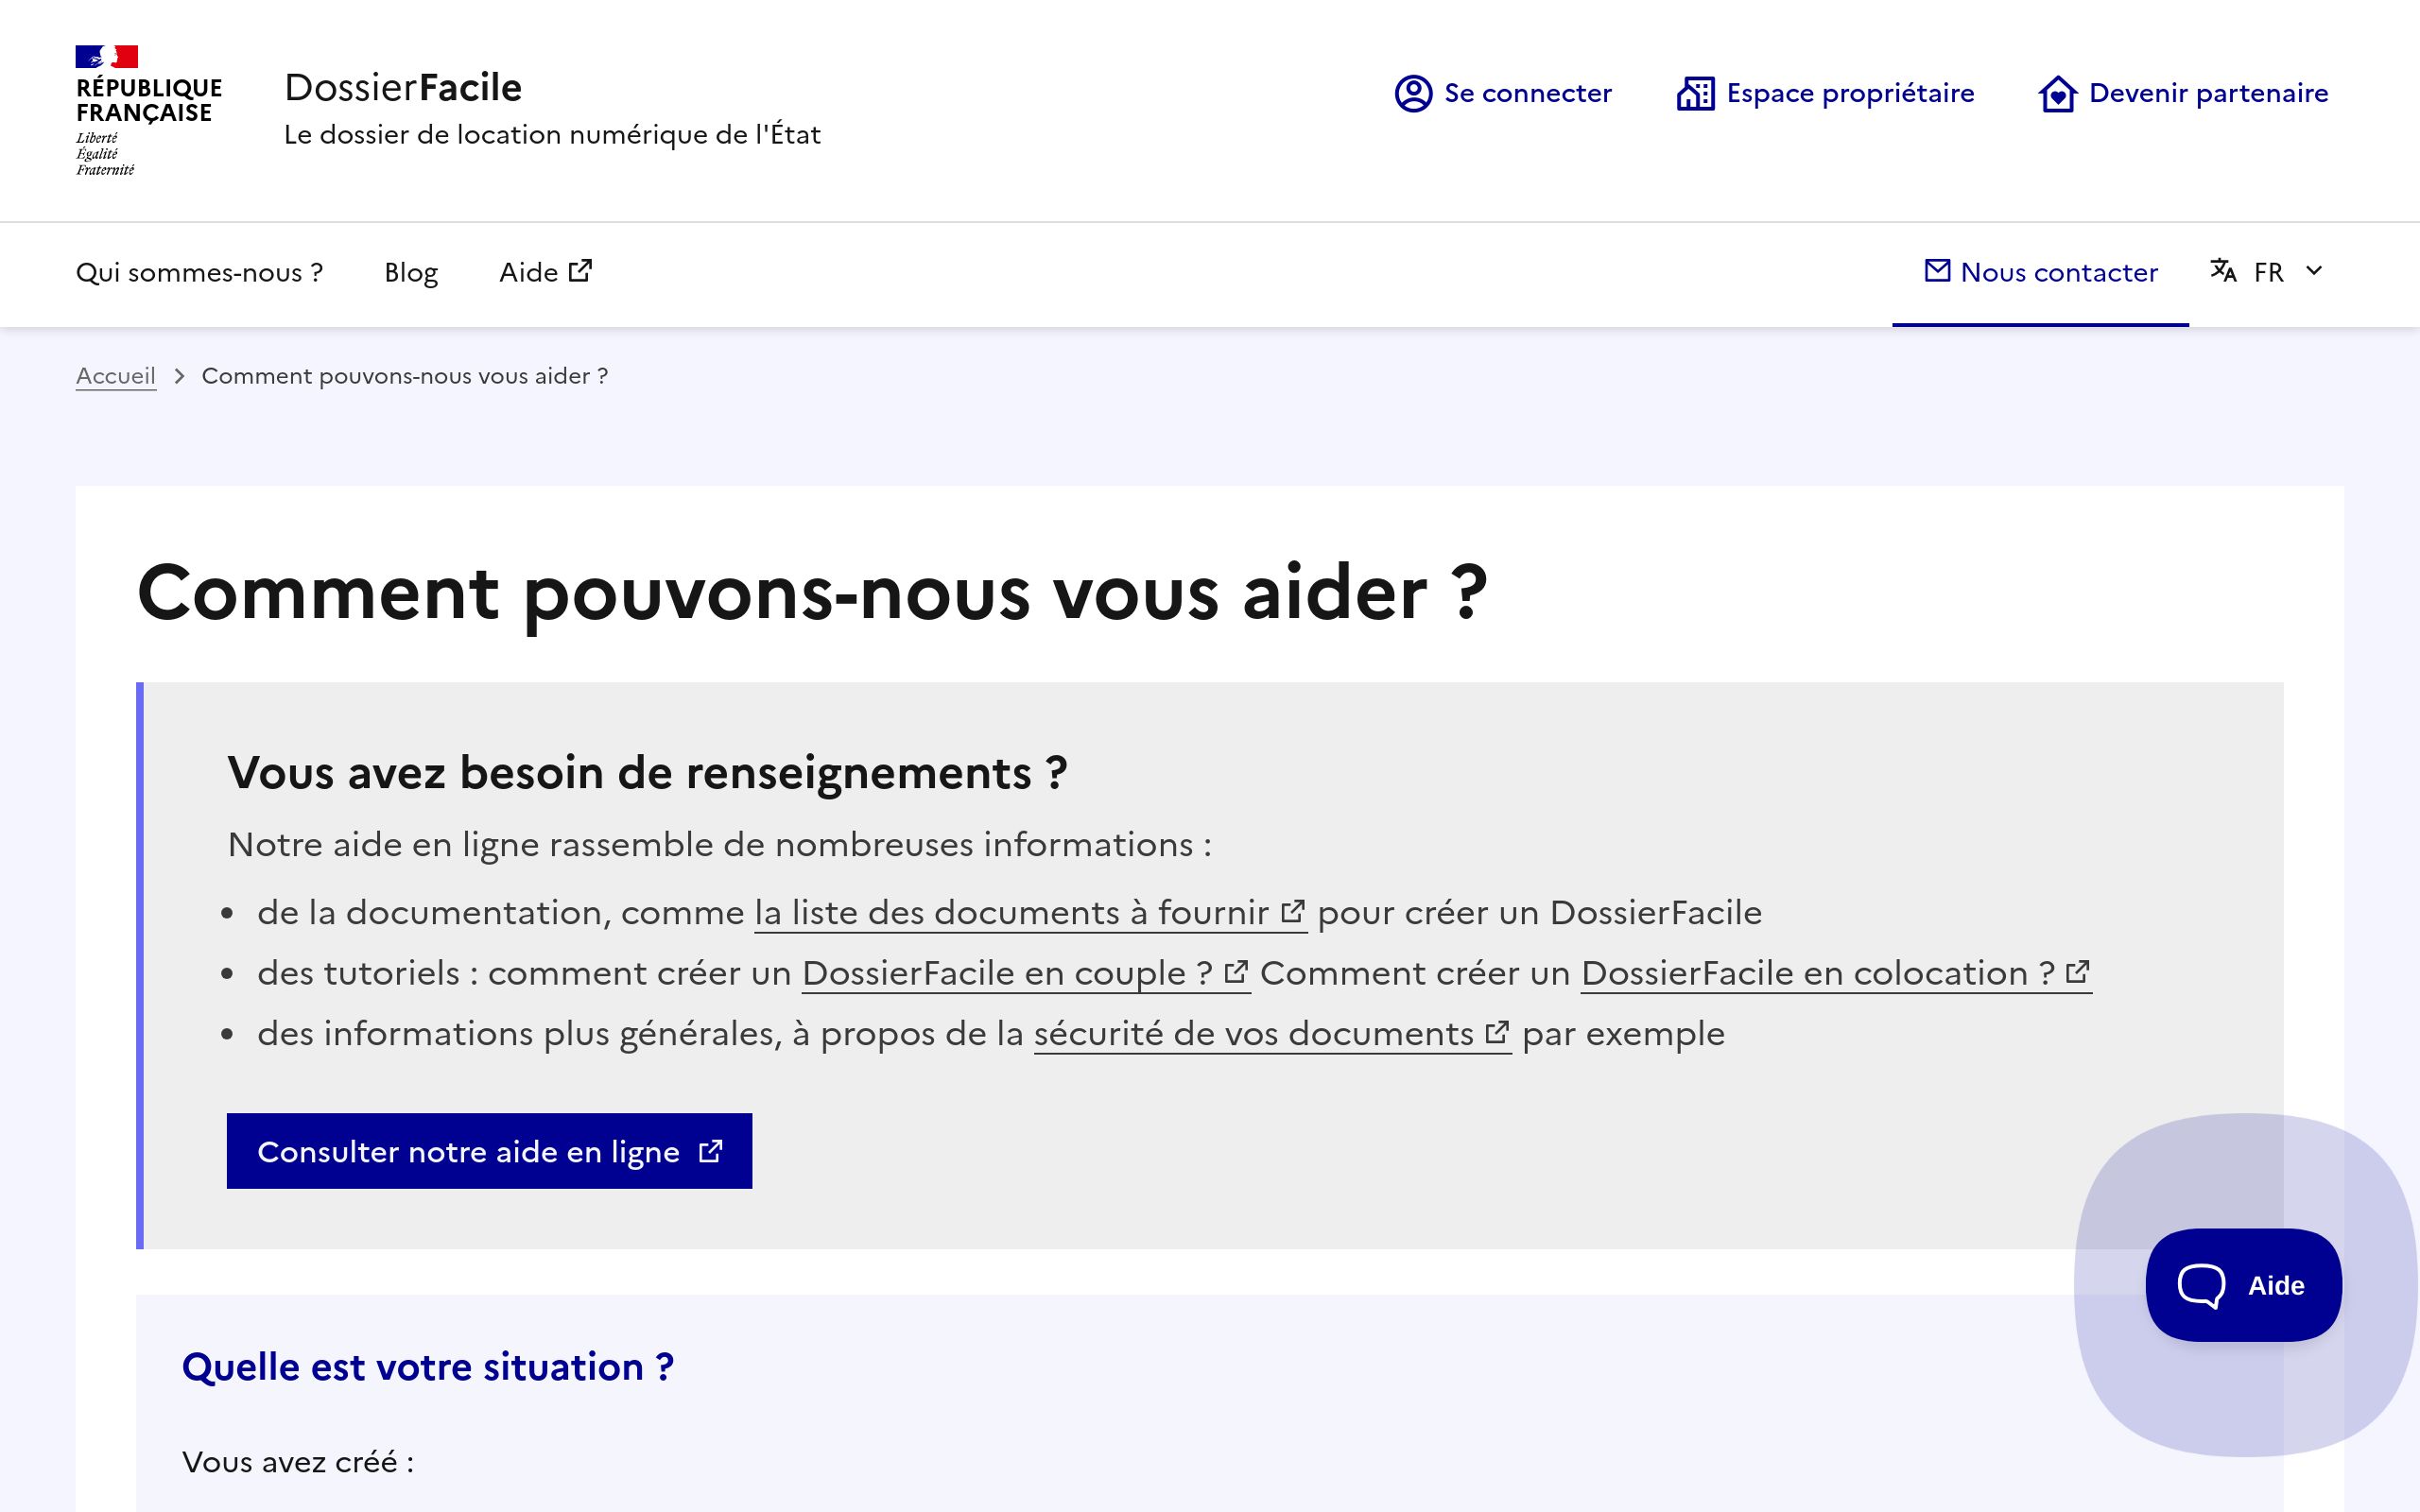 RÉPUBLIQUE
FRANÇAISE
Liberté
Égalité
Fraternité
DossierFacile
Le dossier de location numérique de l'État
Se connecter
Espace propriétaire
Devenir partenaire
Qui sommes-nous ?
Blog
Aide
Nous contacter
FR
Accueil
Comment pouvons-nous vous aider ?
Comment pouvons-nous vous aider ?
Vous avez besoin de renseignements ?
Notre aide en ligne rassemble de nombreuses informations :
de la documentation, comme la liste des documents à fournir pour créer un DossierFacile
des tutoriels : comment créer un DossierFacile en couple ? Comment créer un DossierFacile en colocation ?
des informations plus générales, à propos de la sécurité de vos documents par exemple
Consulter notre aide en ligne
Aide
Quelle est votre situation ?
Vous avez créé :